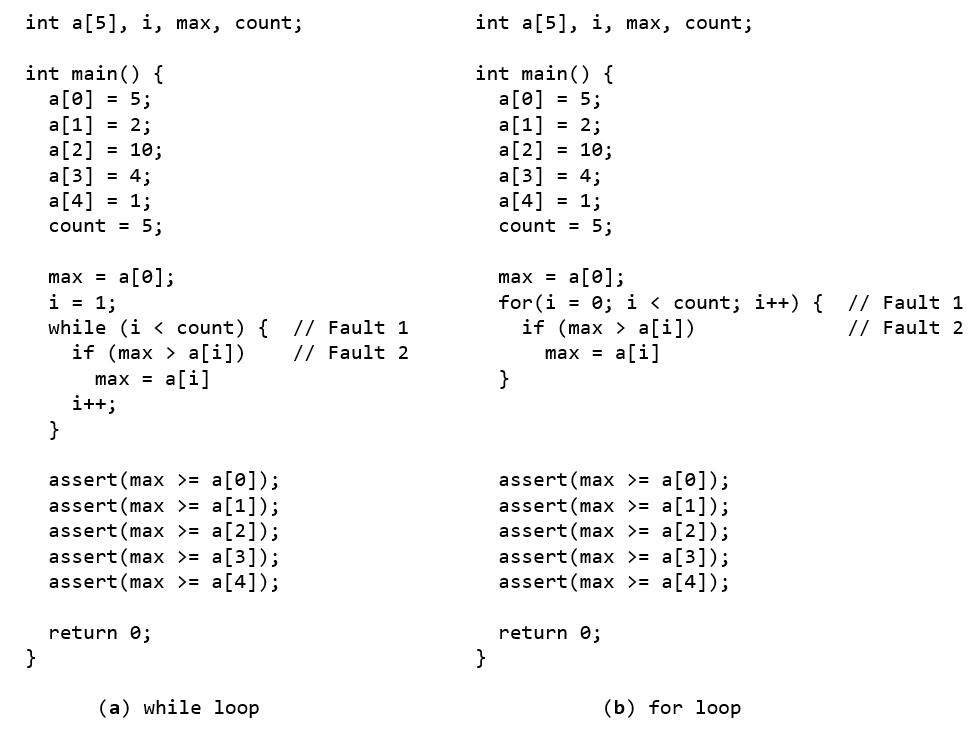 int a[5], i, max, count;

int main() {
  a[0] = 5;
  a[1] = 2;
  a[2] = 10;
  a[3] = 4;
  a[4] = 1;
  count = 5;

  max = a[0];
  i = 1;
  while (i < count) {  // Fault 1
    if (max > a[i])    // Fault 2
      max = a[i]
    i++;
  }

  assert(max >= a[0]);
  assert(max >= a[1]);
  assert(max >= a[2]);
  assert(max >= a[3]);
  assert(max >= a[4]);

  return 0;
}

(a) while loop

int a[5], i, max, count;

int main() {
  a[0] = 5;
  a[1] = 2;
  a[2] = 10;
  a[3] = 4;
  a[4] = 1;
  count = 5;

  max = a[0];
  for(i = 0; i < count; i++) {  // Fault 1
    if (max > a[i])             // Fault 2
      max = a[i]
  }

  assert(max >= a[0]);
  assert(max >= a[1]);
  assert(max >= a[2]);
  assert(max >= a[3]);
  assert(max >= a[4]);

  return 0;
}

(b) for loop